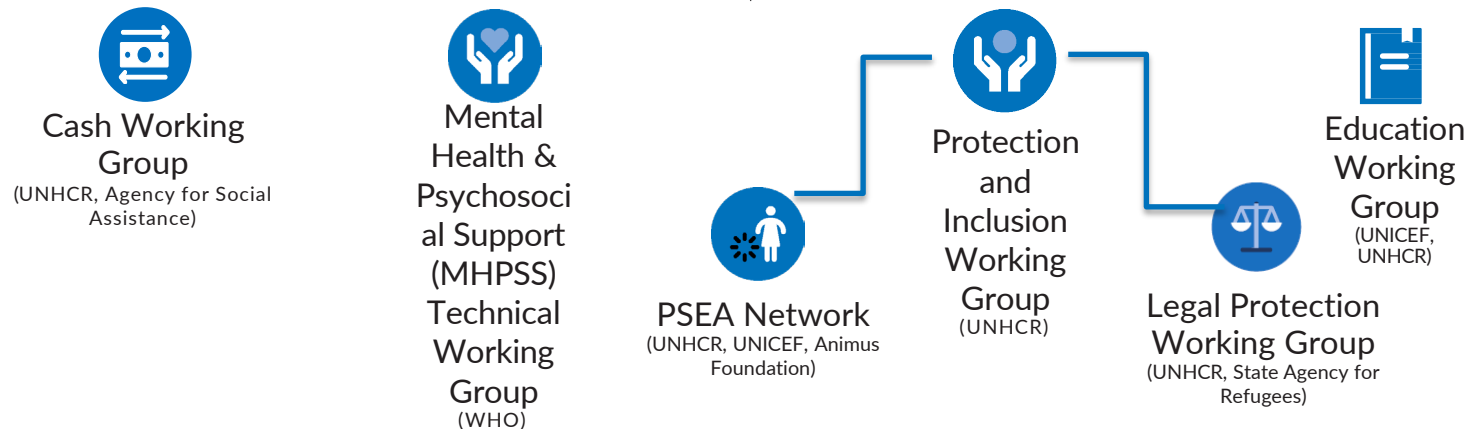 Cash Working
Group
(UNHCR, Agency for Social
Assistance)
Mental
Health &
Psychosoci
al Support
(MHPSS)
Technical
Working
Group
(WHO)
PSEA Network
(UNHCR, UNICEF, Animus
Foundation)
Protection
and
Inclusion
Working
Group
(UNHCR)
Legal Protection
Working Group
(UNHCR, State Agency for
Refugees)
Education
Working
Group
(UNICEF,
UNHCR)